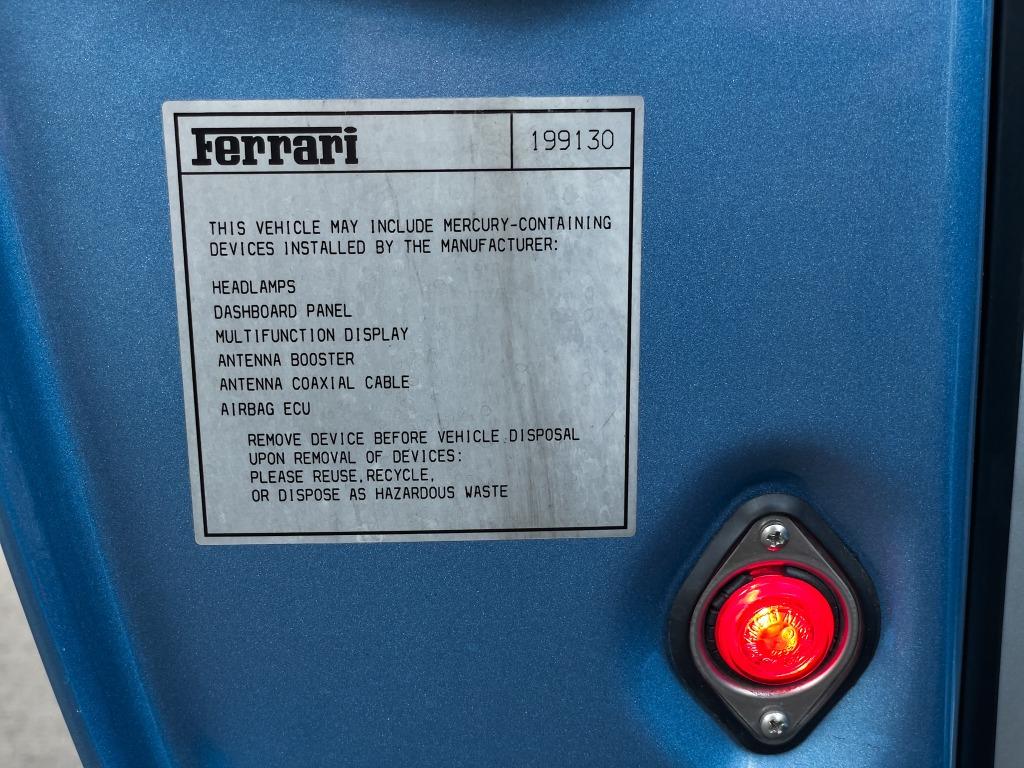 Ferrari 199130
THIS VEHICLE MAY INCLUDE MERCURY-CONTAINING
DEVICES INSTALLED BY THE MANUFACTURER:
HEADLAMPS
DASHBOARD PANEL
MULTIFUNCTION DISPLAY
ANTENNA BOOSTER
ANTENNA COAXIAL CABLE
AIRBAG ECU
REMOVE DEVICE BEFORE VEHICLE DISPOSAL
UPON REMOVAL OF DEVICES:
PLEASE REUSE,RECYCLE,
OR DISPOSE AS HAZARDOUS WASTE